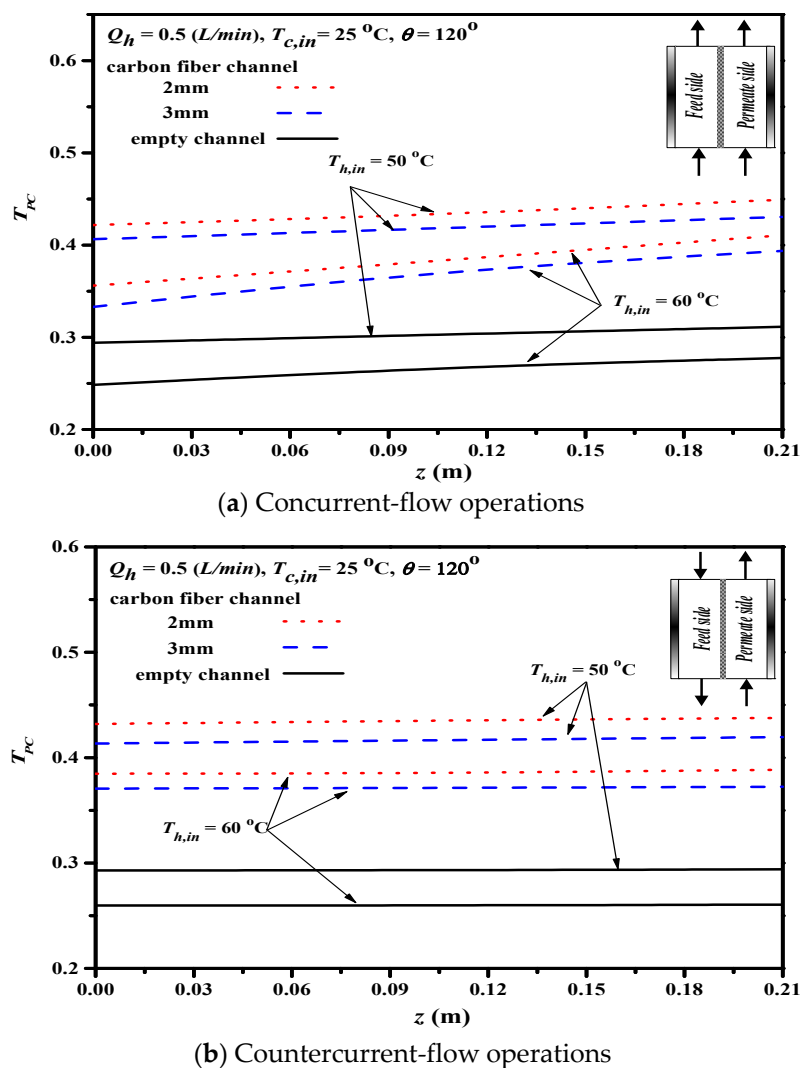 Q_h = 0.5 (L/min), T_c,in = 25 °C, θ = 120°
carbon fiber channel
2mm
3mm
empty channel
Feed side
Permeate side
T_h,in = 50 °C
T_h,in = 60 °C
T_PC
0.6
0.5
0.4
0.3
0.2
0.00 0.03 0.06 0.09 0.12 0.15 0.18 0.21
z (m)
(a) Concurrent-flow operations
Q_h = 0.5 (L/min), T_c,in = 25 °C, θ = 120°
carbon fiber channel
2mm
3mm
empty channel
Feed side
Permeate side
T_h,in = 50 °C
T_h,in = 60 °C
T_PC
0.6
0.5
0.4
0.3
0.2
0.00 0.03 0.06 0.09 0.12 0.15 0.18 0.21
z (m)
(b) Countercurrent-flow operations